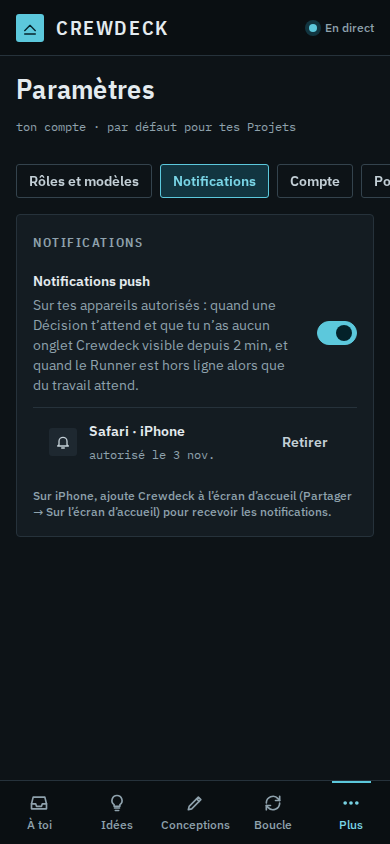 CREWDECK
En direct
Paramètres
ton compte · par défaut pour tes Projets
Rôles et modèles
Notifications
Compte
Po
NOTIFICATIONS
Notifications push
Sur tes appareils autorisés : quand une
Décision t’attend et que tu n’as aucun
onglet Crewdeck visible depuis 2 min, et
quand le Runner est hors ligne alors que
du travail attend.
Safari · iPhone
autorisé le 3 nov.
Retirer
Sur iPhone, ajoute Crewdeck à l’écran d’accueil (Partager
→ Sur l’écran d’accueil) pour recevoir les notifications.
À toi
Idées
Conceptions
Boucle
Plus